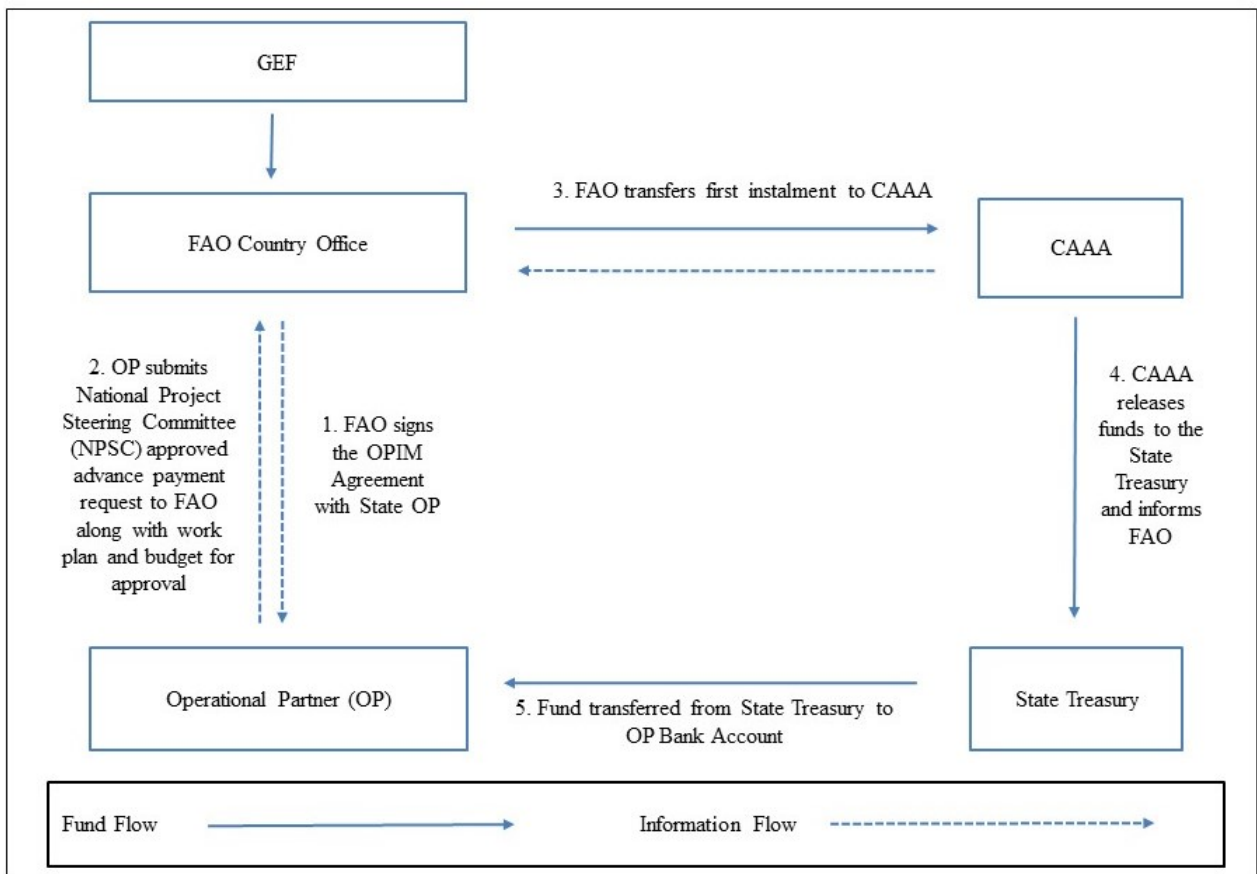 GEF
3. FAO transfers first instalment to CAAA
FAO Country Office
CAAA
2. OP submits
National Project
Steering Committee
(NPSC) approved
advance payment
request to FAO
along with work
plan and budget for
approval
1. FAO signs
the OPIM
Agreement
with State OP
4. CAAA
releases
funds to the
State
Treasury
and informs
FAO
Operational Partner (OP)
State Treasury
5. Fund transferred from State Treasury to
OP Bank Account
Fund Flow
Information Flow